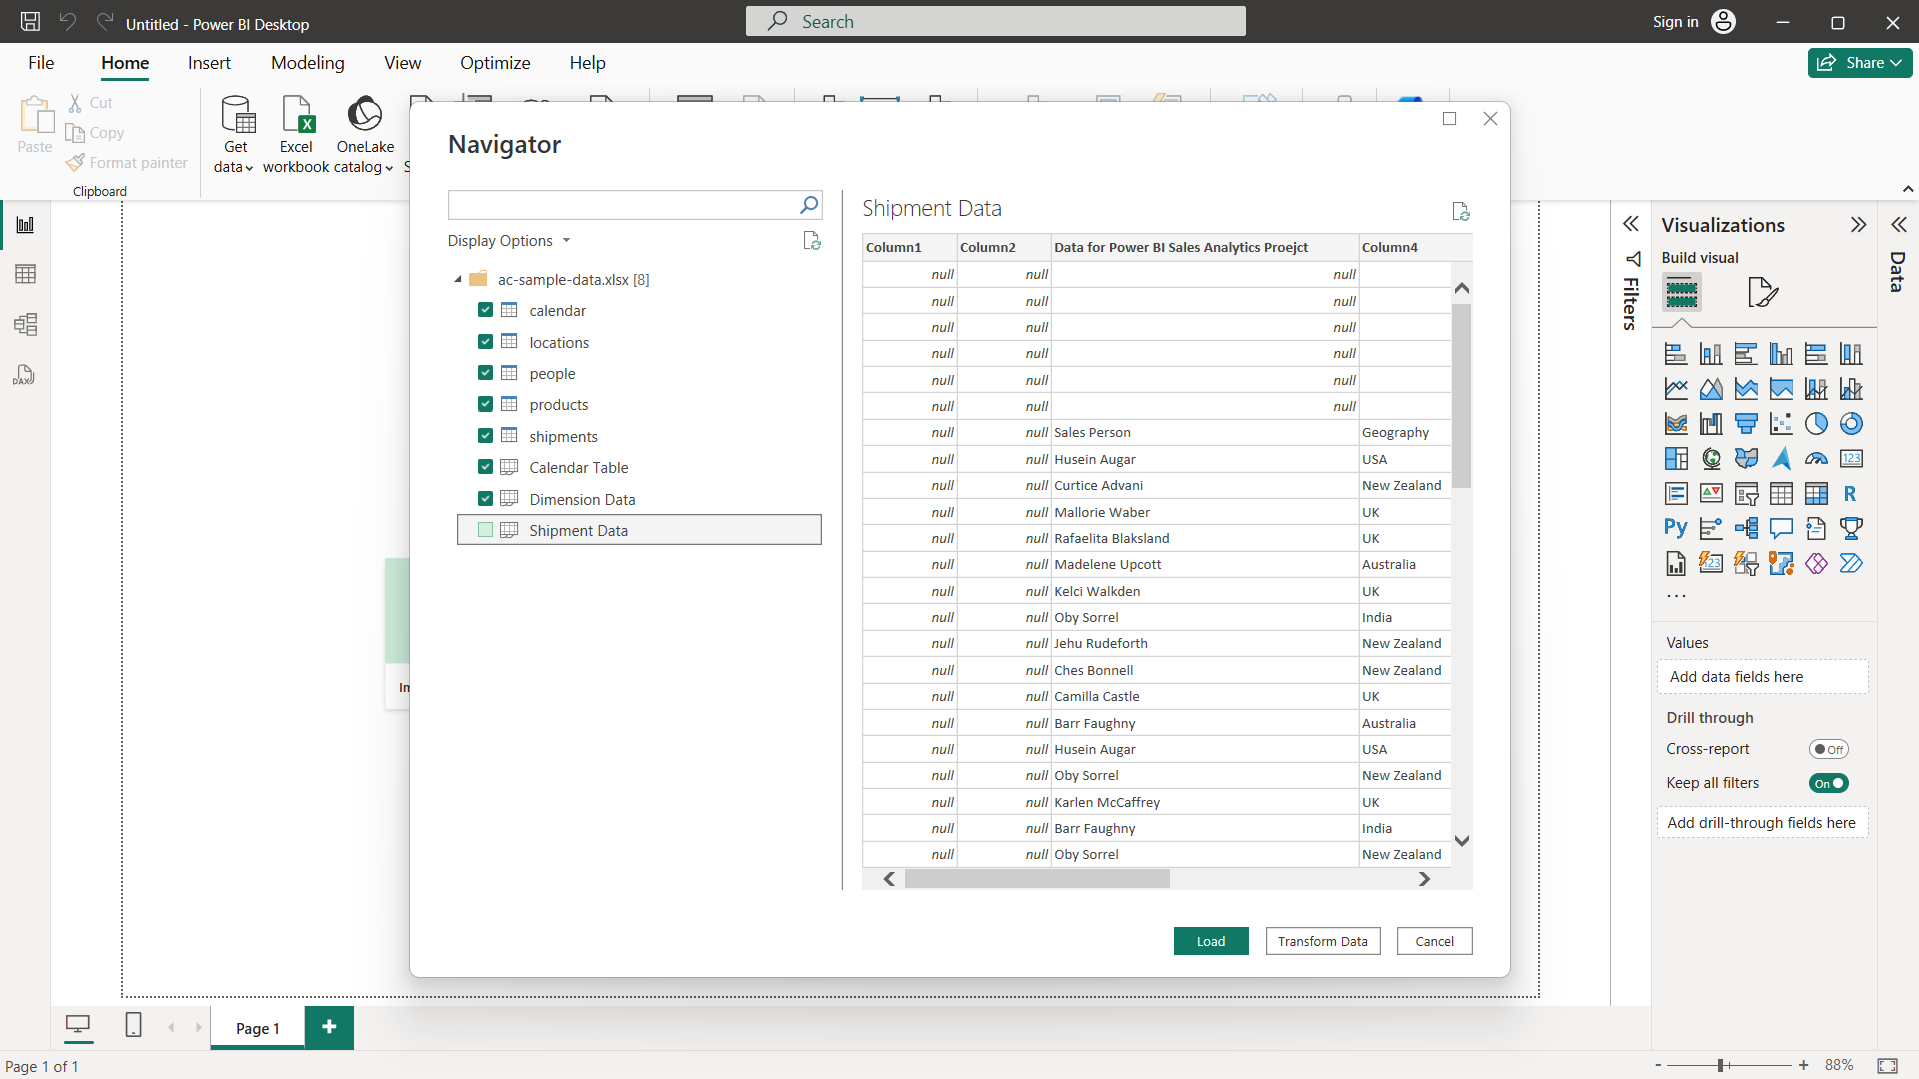 Untitled - Power BI Desktop
Search
Sign in
File
Home
Insert
Modeling
View
Optimize
Help
Share
Paste
Cut
Copy
Format painter
Clipboard
Get data
Excel workbook
OneLake catalog
Navigator
Display Options
ac-sample-data.xlsx [8]
calendar
locations
people
products
shipments
Calendar Table
Dimension Data
Shipment Data
Shipment Data
Column1 Column2 Data for Power BI Sales Analytics Proejct Column4
null null null
null null null
null null null
null null null
null null null
null null null
null null Sales Person Geography
null null Husein Augar USA
null null Curtice Advani New Zealand
null null Mallorie Waber UK
null null Rafaelita Blaksland UK
null null Madelene Upcott Australia
null null Kelci Walkden UK
null null Oby Sorrel India
null null Jehu Rudeforth New Zealand
null null Ches Bonnell New Zealand
null null Camilla Castle UK
null null Barr Faughny Australia
null null Husein Augar USA
null null Oby Sorrel New Zealand
null null Karlen McCaffrey UK
null null Barr Faughny India
null null Oby Sorrel New Zealand
Load
Transform Data
Cancel
Filters
Visualizations
Build visual
123
R
Py
123
Values
Add data fields here
Drill through
Cross-report
Off
Keep all filters
On
Add drill-through fields here
Data
DAX
Page 1
+
Page 1 of 1
- + 88%